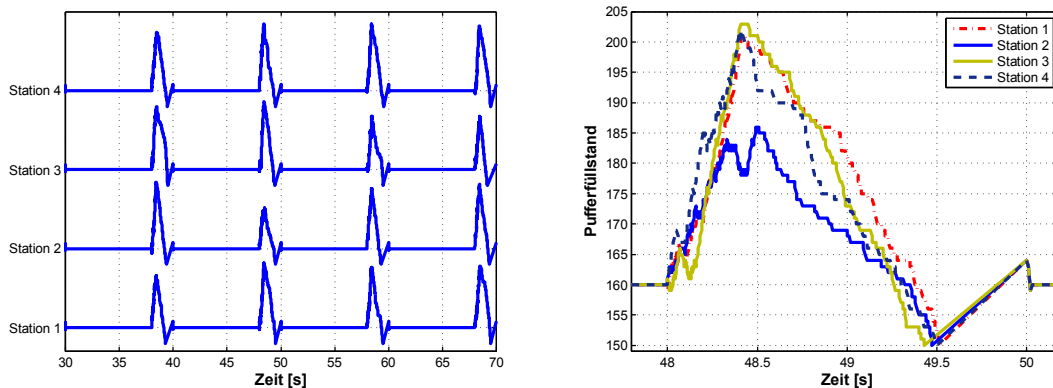 Station 4
Station 3
Station 2
Station 1
30 35 40 45 50 55 60 65 70
Zeit [s]
205
200
195
190
185
180
175
170
165
160
155
150
Pufferfüllstand
48 48.5 49 49.5 50
Zeit [s]
Station 1
Station 2
Station 3
Station 4